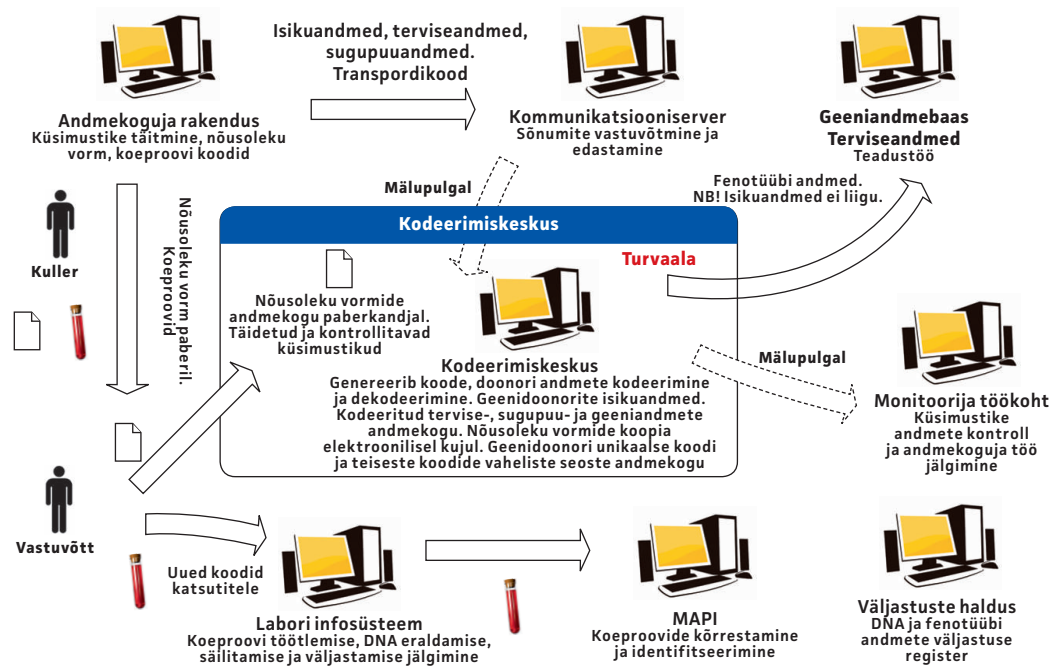 Isikuandmed, terviseandmed,
sugupuuandmed.
Transpordikood
Andmekoguja rakendus
Küsimustike täitmine, nõusoleku
vorm, koeproovi koodid
Kommunikatsiooniserver
Sõnumite vastuvõtmine ja
edastamine
Geeniandmebaas
Terviseandmed
Teadustöö
Fenotüübi andmed.
NB! Isikuandmed ei liigu.
Mälupulgal
Kuller
Nõusoleku vorm paberil.
Koeproovid
Kodeerimiskeskus
Turvaala
Nõusoleku vormide
andmekogu paberkandjal.
Täidetud ja kontrollitavad
küsimustikud
Kodeerimiskeskus
Genereerib koode, doonori andmete kodeerimine
ja dekodeerimine. Geenidoonorite isikuandmed.
Kodeeritud tervise-, sugupuu- ja geeniandmete
andmekogu. Nõusoleku vormide koopia
elektroonilisel kujul. Geenidoonori unikaalse koodi
ja teiseste koodide vaheliste seoste andmekogu
Mälupulgal
Monitoorija töökoht
Küsimustike
andmete kontroll
ja andmekoguja töö
jälgimine
Vastuvõtt
Uued koodid
katsutitele
Labori infosüsteem
Koeproovi töötlemise, DNA eraldamise,
säilitamise ja väljastamise jälgimine
MAPI
Koeproovide kõrrestamine
ja identifitseerimine
Väljastuste haldus
DNA ja fenotüübi
andmete väljastuse
register